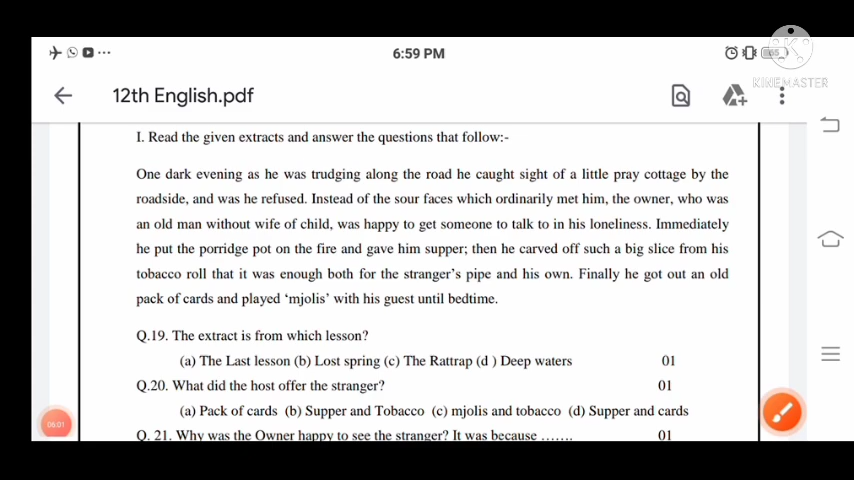 6:59 PM
KINEMASTER
12th English.pdf
I. Read the given extracts and answer the questions that follow:-
One dark evening as he was trudging along the road he caught sight of a little pray cottage by the
roadside, and was he refused. Instead of the sour faces which ordinarily met him, the owner, who was
an old man without wife of child, was happy to get someone to talk to in his loneliness. Immediately
he put the porridge pot on the fire and gave him supper; then he carved off such a big slice from his
tobacco roll that it was enough both for the stranger's pipe and his own. Finally he got out an old
pack of cards and played 'mjolis' with his guest until bedtime.
Q.19. The extract is from which lesson?
(a) The Last lesson (b) Lost spring (c) The Rattrap (d ) Deep waters 01
Q.20. What did the host offer the stranger? 01
(a) Pack of cards (b) Supper and Tobacco (c) mjolis and tobacco (d) Supper and cards
Q. 21. Why was the Owner happy to see the stranger? It was because ....... 01
06:01